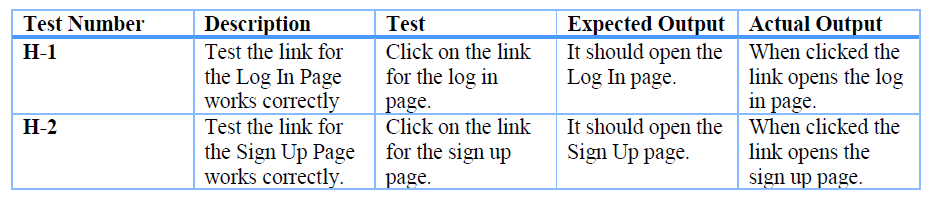 Test Number Description Test Expected Output Actual Output
H-1 Test the link for Click on the link It should open the When clicked the
the Log In Page for the log in Log In page. link opens the log
works correctly page. in page.
H-2 Test the link for Click on the link It should open the When clicked the
the Sign Up Page for the sign up Sign Up page. link opens the
works correctly. page. sign up page.